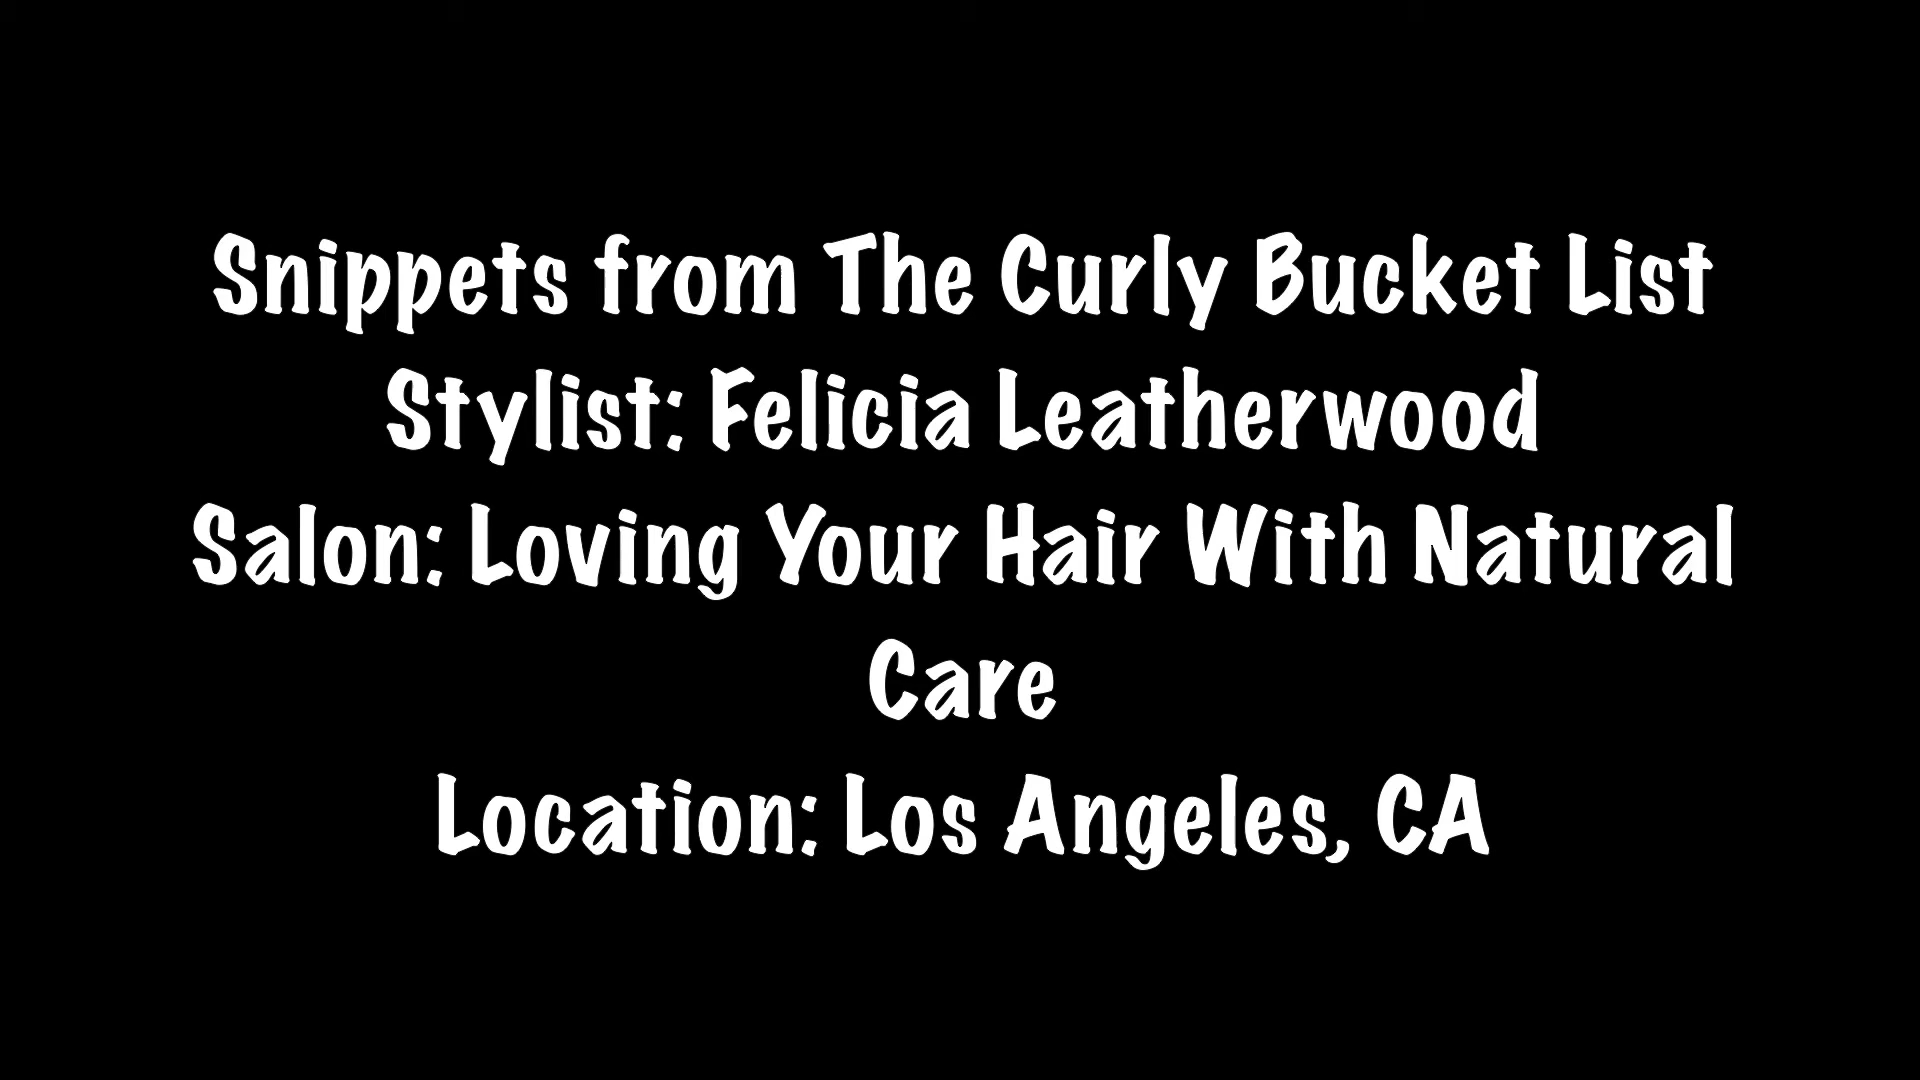 Snippets from The Curly Bucket List
Stylist: Felicia Leatherwood
Salon: Loving Your Hair With Natural
Care
Location: Los Angeles, CA